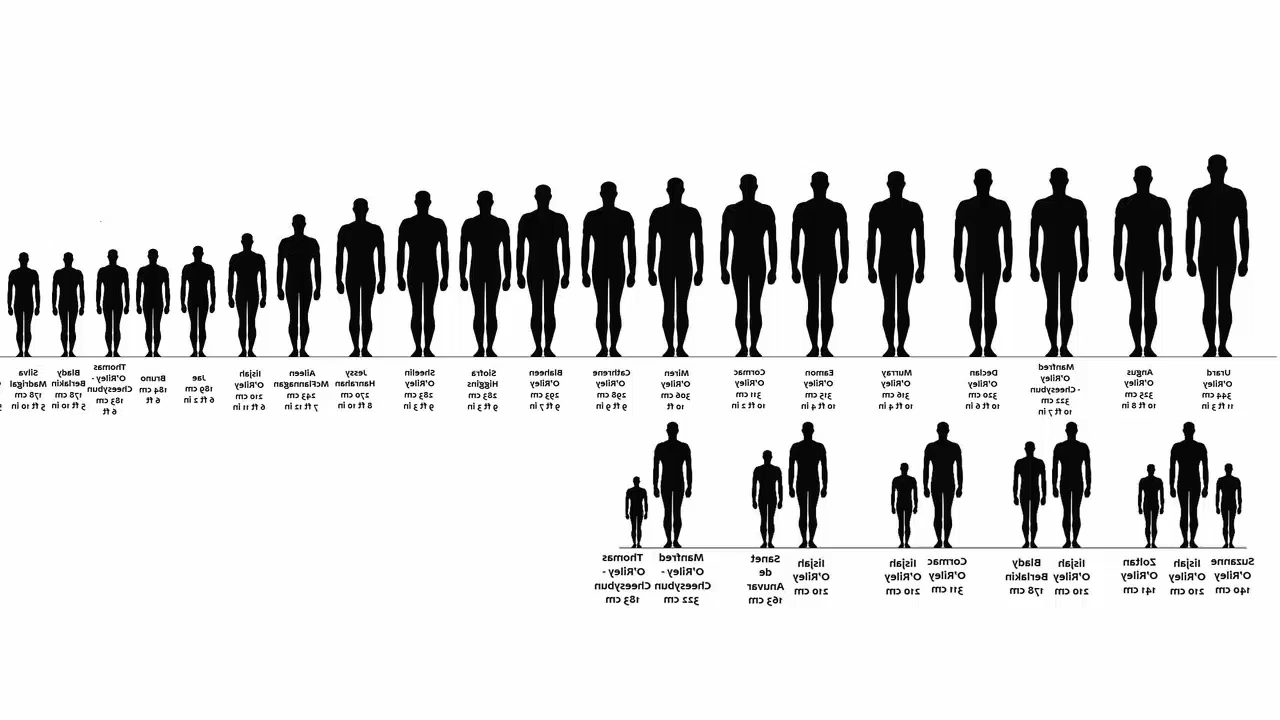 Silva
Madrigal
178 cm
5 ft 10 in
Blady
Berlakin
178 cm
5 ft 10 in
Thomas
O'Riley -
Cheesybun
183 cm
6 ft
Bruno
184 cm
6 ft
Jae
189 cm
6 ft 2 in
Iisjah
O'Riley
210 cm
6 ft 11 in
Aileen
McFlannagan
243 cm
7 ft 12 in
Jessy
Hanrahan
270 cm
8 ft 10 in
Sheelin
O'Riley
283 cm
9 ft 3 in
Siofra
Higgins
283 cm
9 ft 3 in
Blaheen
O'Riley
293 cm
9 ft 7 in
Cathrene
O'Riley
298 cm
9 ft 9 in
Miren
O'Riley
306 cm
10 ft
Cormac
O'Riley
311 cm
10 ft 2 in
Eamon
O'Riley
315 cm
10 ft 4 in
Murray
O'Riley
316 cm
10 ft 4 in
Declan
O'Riley
320 cm
10 ft 6 in
Manfred
O'Riley
- Cheesybun
322 cm
10 ft 7 in
Angus
O'Riley
325 cm
10 ft 8 in
Urard
O'Riley
344 cm
11 ft 3 in
Thomas
O'Riley -
Cheesybun
183 cm
Manfred
O'Riley -
Cheesybun
322 cm
Sanet
de
Anuvar
163 cm
Iisjah
O'Riley
210 cm
Iisjah
O'Riley
210 cm
Cormac
O'Riley
311 cm
Blady
Berlakin
178 cm
Iisjah
O'Riley
210 cm
Zoltan
O'Riley
141 cm
Iisjah
O'Riley
210 cm
Suzanne
O'Riley
140 cm